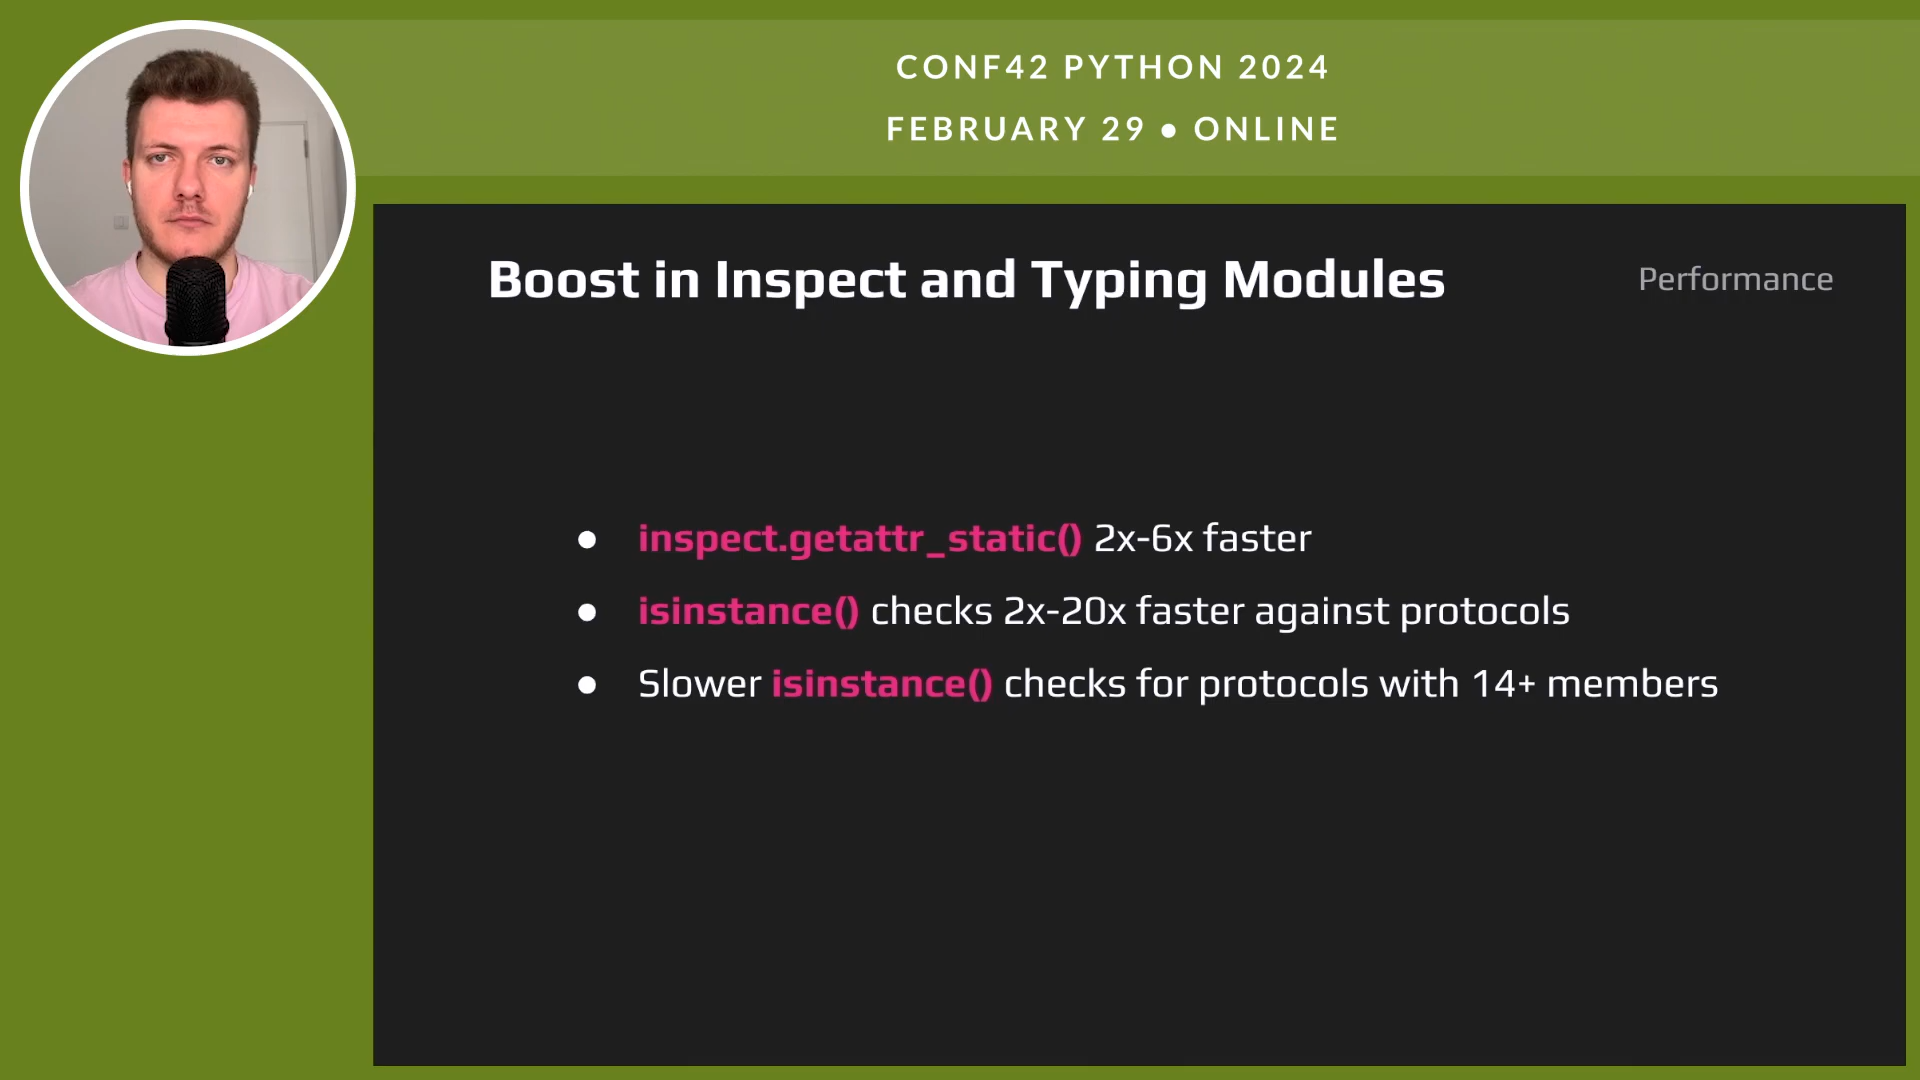 CONF42 PYTHON 2024
FEBRUARY 29 • ONLINE
Boost in Inspect and Typing Modules
Performance
● inspect.getattr_static() 2x-6x faster
● isinstance() checks 2x-20x faster against protocols
● Slower isinstance() checks for protocols with 14+ members